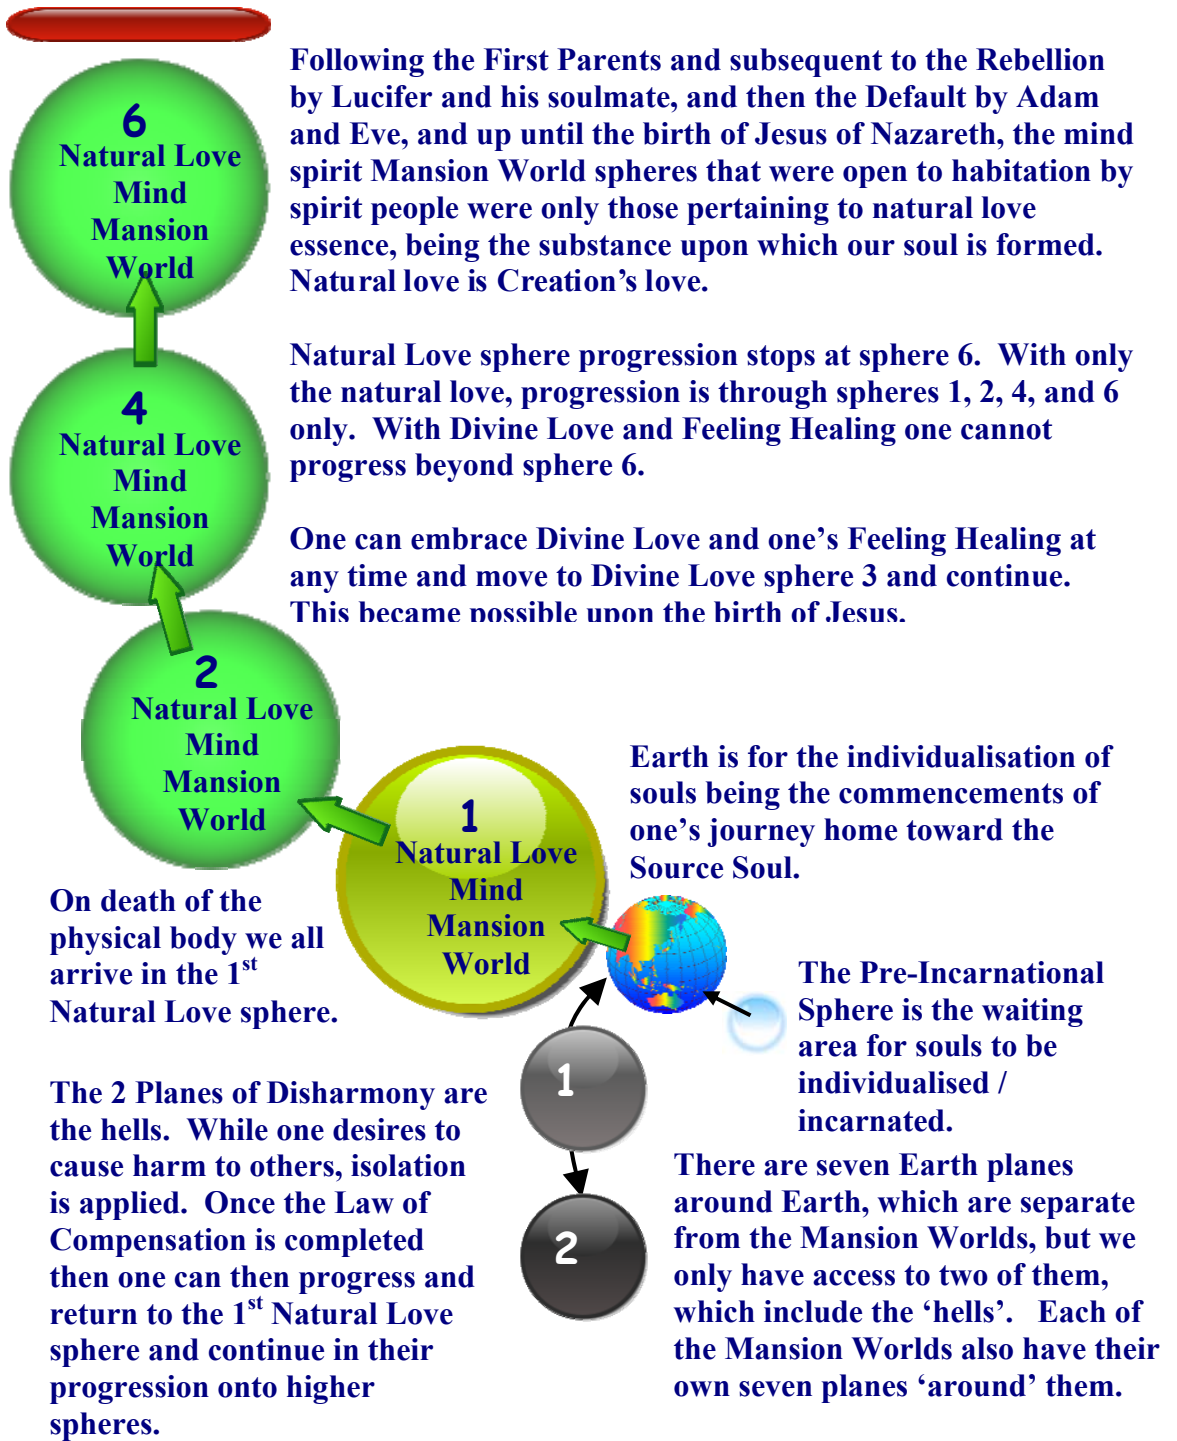 Following the First Parents and subsequent to the Rebellion
by Lucifer and his soulmate, and then the Default by Adam
and Eve, and up until the birth of Jesus of Nazareth, the mind
spirit Mansion World spheres that were open to habitation by
spirit people were only those pertaining to natural love
essence, being the substance upon which our soul is formed.
Natural love is Creation’s love.
Natural Love sphere progression stops at sphere 6.  With only
the natural love, progression is through spheres 1, 2, 4, and 6
only.  With Divine Love and Feeling Healing one cannot
progress beyond sphere 6.
One can embrace Divine Love and one’s Feeling Healing at
any time and move to Divine Love sphere 3 and continue.
This became possible upon the birth of Jesus.
6
Natural Love
Mind
Mansion
World
4
Natural Love
Mind
Mansion
World
2
Natural Love
Mind
Mansion
World
1
Natural Love
Mind
Mansion
World
Earth is for the individualisation of
souls being the commencements of
one’s journey home toward the
Source Soul.
On death of the
physical body we all
arrive in the 1st
Natural Love sphere.
The Pre-Incarnational
Sphere is the waiting
area for souls to be
individualised /
incarnated.
1
2
The 2 Planes of Disharmony are
the hells.  While one desires to
cause harm to others, isolation
is applied.  Once the Law of
Compensation is completed
then one can then progress and
return to the 1st Natural Love
sphere and continue in their
progression onto higher
spheres.
There are seven Earth planes
around Earth, which are separate
from the Mansion Worlds, but we
only have access to two of them,
which include the ‘hells’.   Each of
the Mansion Worlds also have their
own seven planes ‘around’ them.